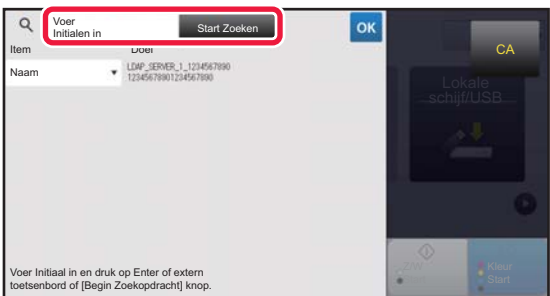 Voer
Initialen in
Start Zoeken
OK
CA
Item
Doel
Naam
LDAP_SERVER_1_1234567890
12345678901234567890
Lokale
schijf/USB
Voer Initiaal in en druk op Enter of extern
toetsenbord of [Begin Zoekopdracht] knop.
Kleur
Start